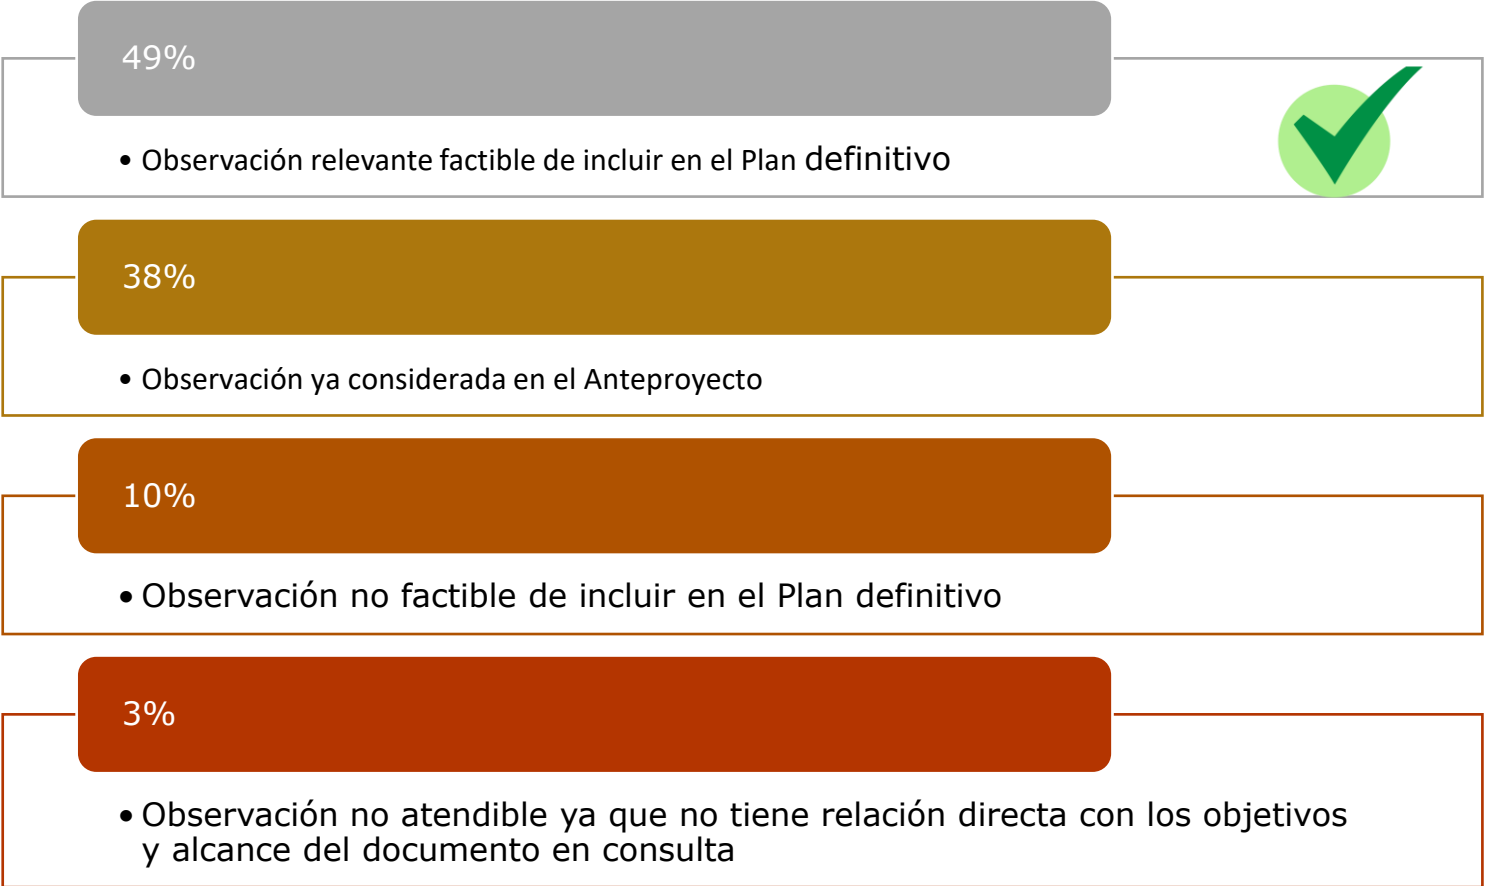 49%
• Observación relevante factible de incluir en el Plan definitivo
38%
• Observación ya considerada en el Anteproyecto
10%
• Observación no factible de incluir en el Plan definitivo
3%
• Observación no atendible ya que no tiene relación directa con los objetivos
y alcance del documento en consulta